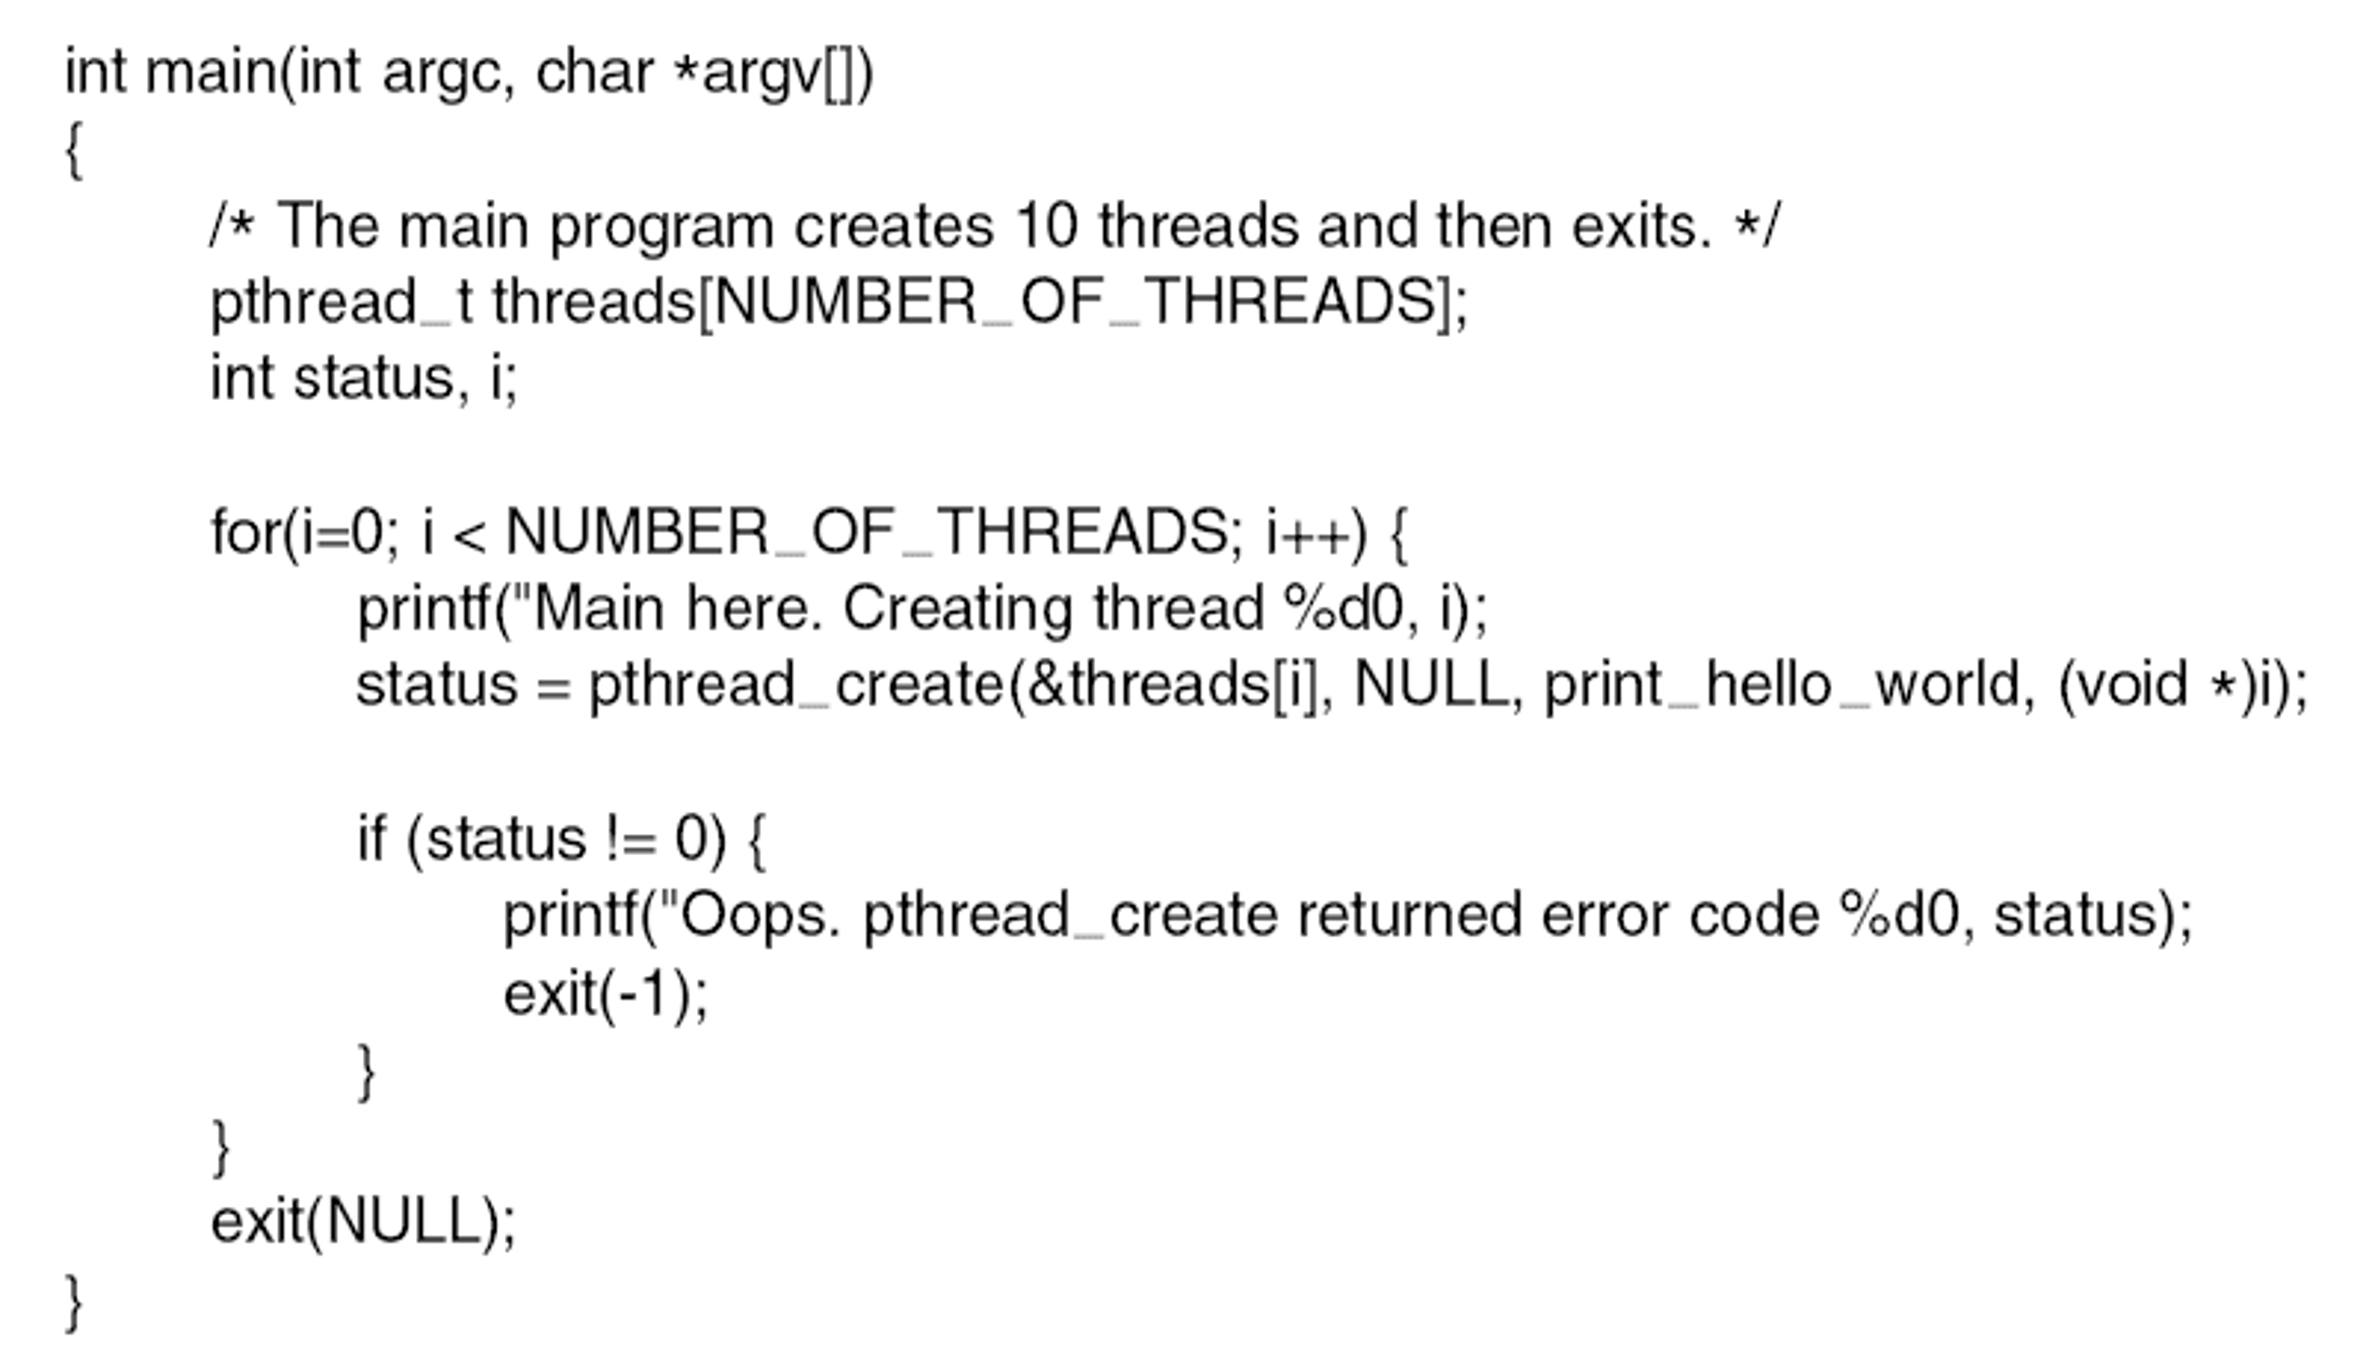 int main(int argc, char *argv[])
{
/* The main program creates 10 threads and then exits. */
pthread_t threads[NUMBER_OF_THREADS];
int status, i;
for(i=0; i < NUMBER_OF_THREADS; i++) {
printf("Main here. Creating thread %d0, i);
status = pthread_create(&threads[i], NULL, print_hello_world, (void *)i);
if (status != 0) {
printf("Oops. pthread_create returned error code %d0, status);
exit(-1);
}
}
exit(NULL);
}